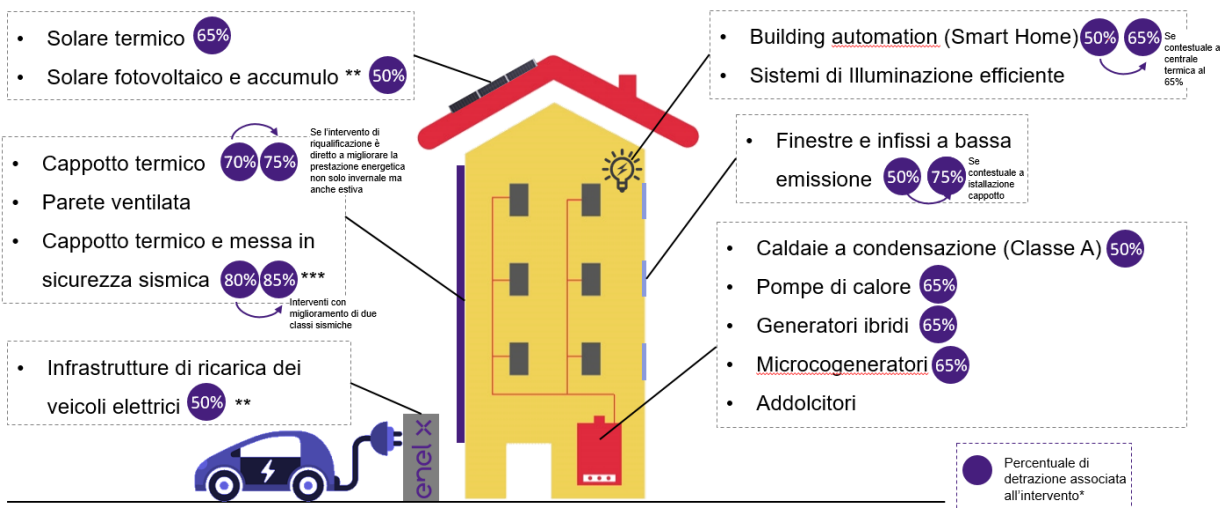 • Solare termico 65%
• Solare fotovoltaico e accumulo ** 50%
• Cappotto termico 70% 75%
Se l'intervento di
riqualificazione è
diretto a migliorare la
prestazione energetica
non solo invernale ma
anche estiva
• Parete ventilata
• Cappotto termico e messa in
sicurezza sismica 80% 85% ***
Interventi con
miglioramento di due
classi sismiche
• Infrastrutture di ricarica dei
veicoli elettrici 50% **
enel x
• Building automation (Smart Home) 50% 65%
Se
contestuale a
centrale
termica al
65%
• Sistemi di Illuminazione efficiente
• Finestre e infissi a bassa
emissione 50% 75%
Se
contestuale a
istallazione
cappotto
• Caldaie a condensazione (Classe A) 50%
• Pompe di calore 65%
• Generatori ibridi 65%
• Microcogeneratori 65%
• Addolcitori
Percentuale di
detrazione associata
all'intervento*